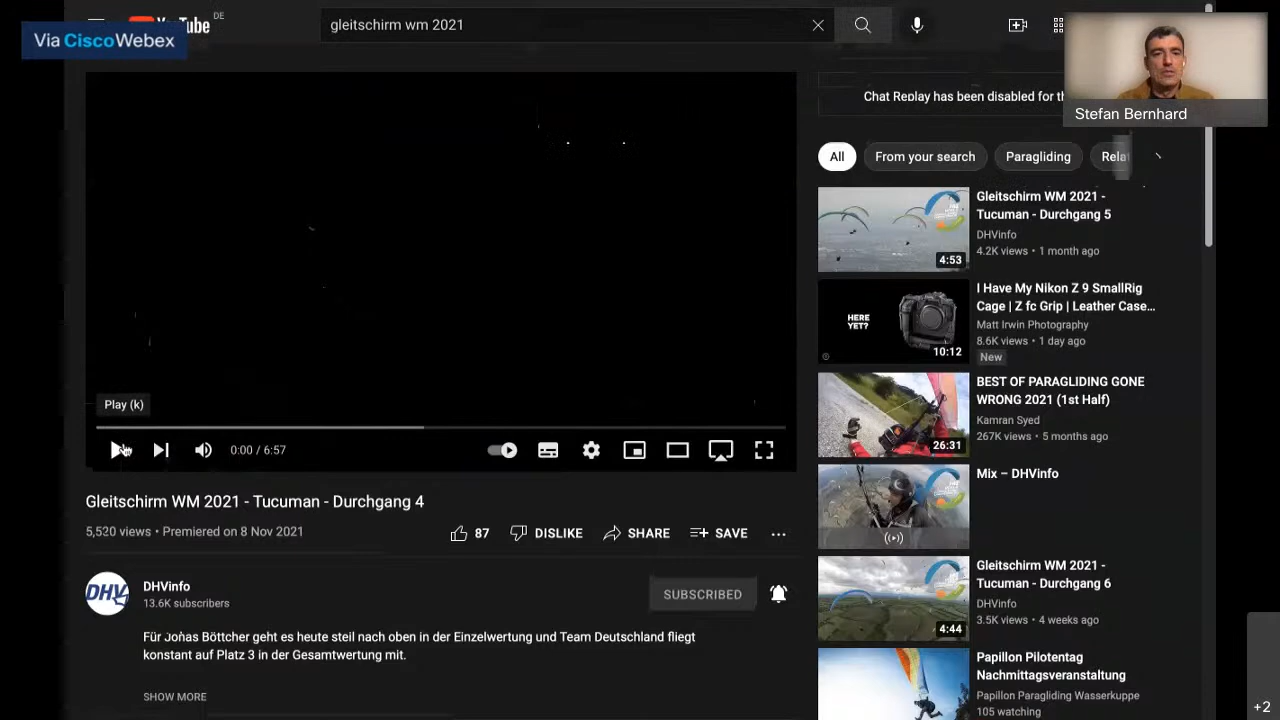 Via CiscoWebex
DE
gleitschirm wm 2021
Stefan Bernhard
Chat Replay has been disabled for th
All
From your search
Paragliding
Rela
Gleitschirm WM 2021 -
Tucuman - Durchgang 5
DHVinfo
4.2K views • 1 month ago
4:53
I Have My Nikon Z 9 SmallRig
Cage | Z fc Grip | Leather Case...
Matt Irwin Photography
8.6K views • 1 day ago
New
HERE
YET?
10:12
BEST OF PARAGLIDING GONE
WRONG 2021 (1st Half)
Kamran Syed
267K views • 5 months ago
26:31
Mix – DHVinfo
Gleitschirm WM 2021 -
Tucuman - Durchgang 6
DHVinfo
3.5K views • 4 weeks ago
4:44
Papillon Pilotentag
Nachmittagsveranstaltung
Papillon Paragliding Wasserkuppe
105 watching
Play (k)
0:00 / 6:57
Gleitschirm WM 2021 - Tucuman - Durchgang 4
5,520 views • Premiered on 8 Nov 2021
87
DISLIKE
SHARE
SAVE
DHV
DHVinfo
13.6K subscribers
SUBSCRIBED
Für Johas Böttcher geht es heute steil nach oben in der Einzelwertung und Team Deutschland fliegt
konstant auf Platz 3 in der Gesamtwertung mit.
SHOW MORE
+2